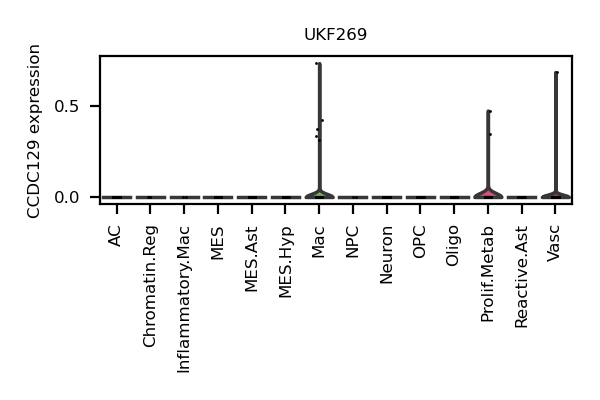 UKF269
CCDC129 expression
0.5
0.0
AC
Chromatin.Reg
Inflammatory.Mac
MES
MES.Ast
MES.Hyp
Mac
NPC
Neuron
OPC
Oligo
Prolif.Metab
Reactive.Ast
Vasc